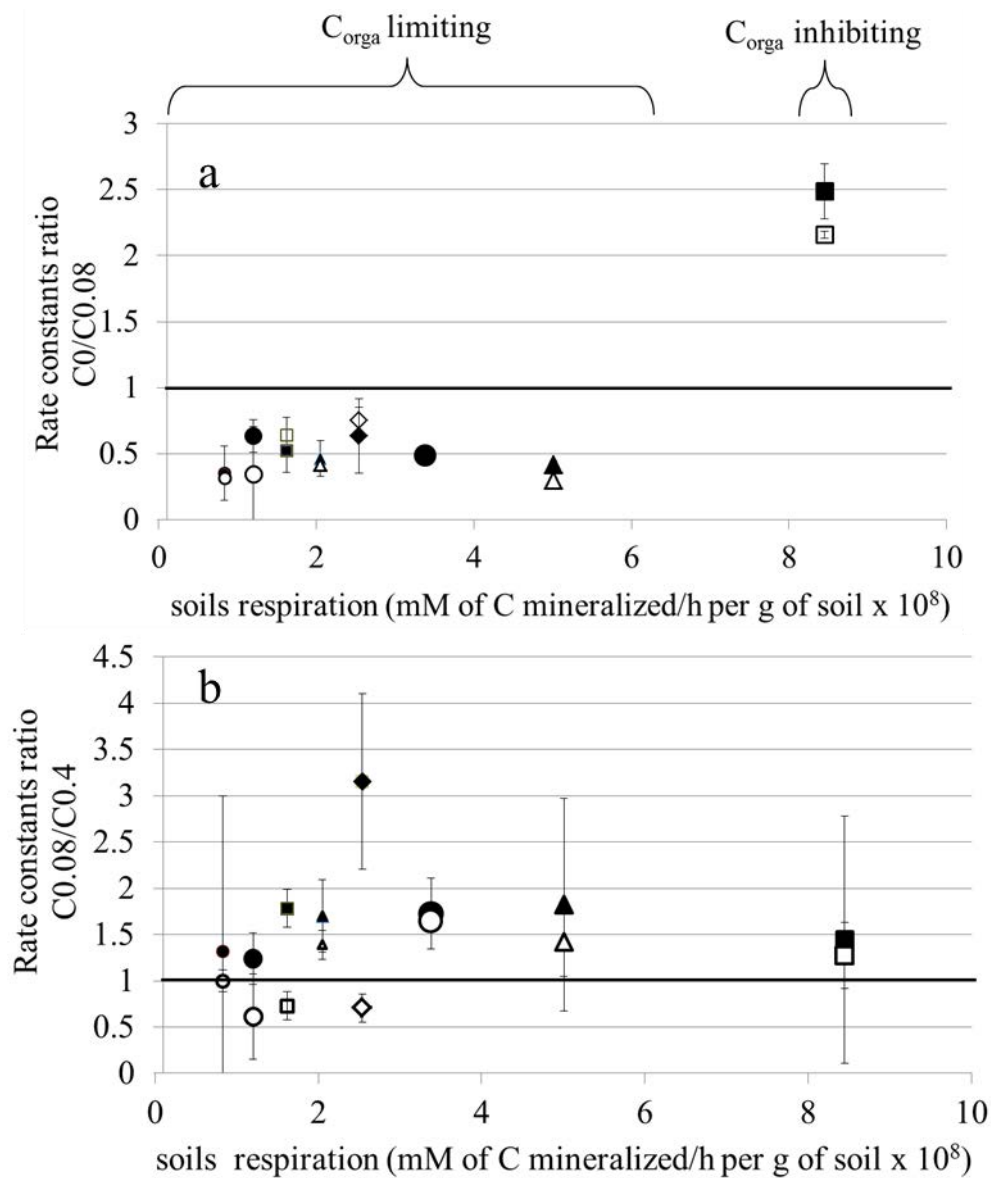 C_orga limiting
C_orga inhibiting
a
3
2.5
2
1.5
1
0.5
0
Rate constants ratio
C0/C0.08
0 2 4 6 8 10
soils respiration (mM of C mineralized/h per g of soil x 10⁸)
b
4.5
4
3.5
3
2.5
2
1.5
1
0.5
0
Rate constants ratio
C0.08/C0.4
0 2 4 6 8 10
soils respiration (mM of C mineralized/h per g of soil x 10⁸)